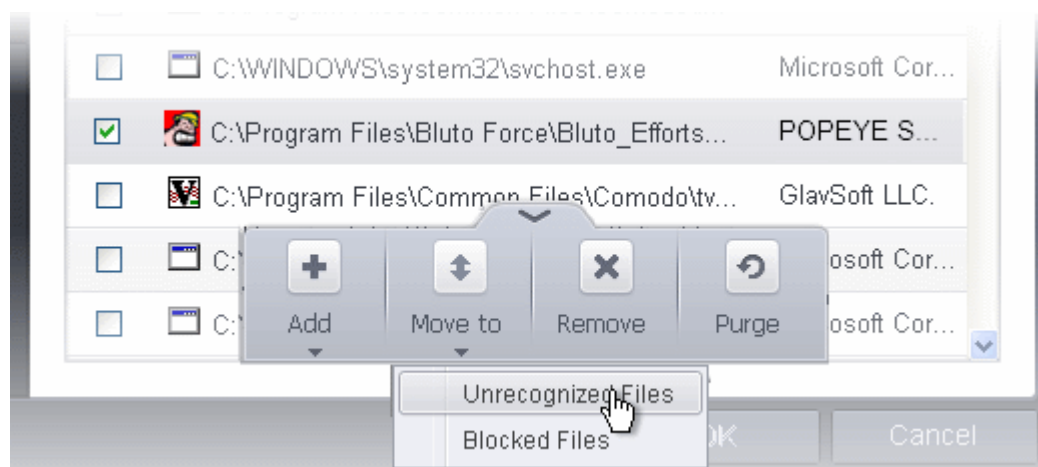 C:\WINDOWS\system32\svchost.exe Microsoft Cor...
C:\Program Files\Bluto Force\Bluto_Efforts... POPEYE S...
C:\Program Files\Common Files\Comodo\tv... GlavSoft LLC.
C:\ osoft Cor...
C:\ osoft Cor...
Add Move to Remove Purge
Unrecognized Files
Blocked Files
OK Cancel